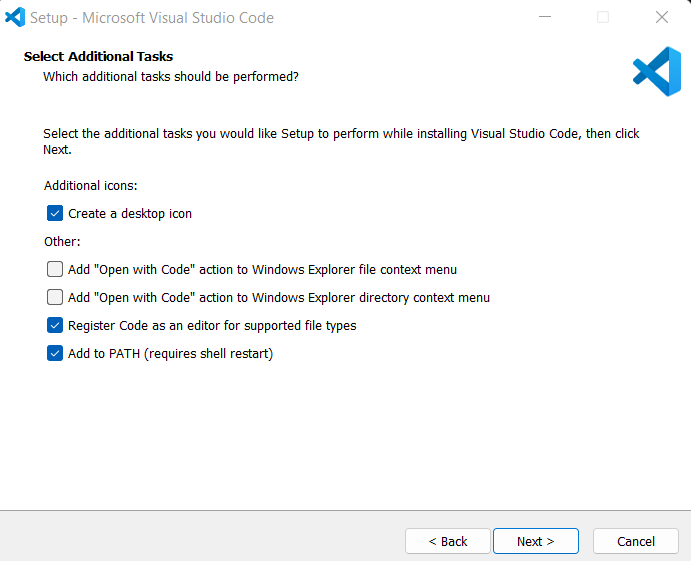 Setup - Microsoft Visual Studio Code
Select Additional Tasks
Which additional tasks should be performed?
Select the additional tasks you would like Setup to perform while installing Visual Studio Code, then click
Next.
Additional icons:
Create a desktop icon
Other:
Add "Open with Code" action to Windows Explorer file context menu
Add "Open with Code" action to Windows Explorer directory context menu
Register Code as an editor for supported file types
Add to PATH (requires shell restart)
< Back
Next >
Cancel